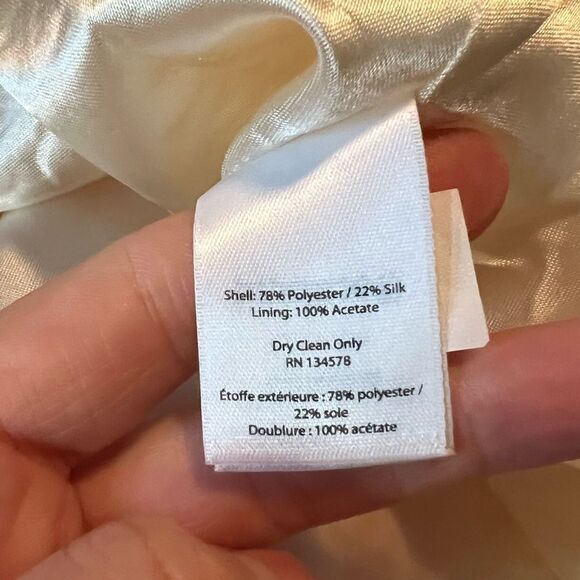 Shell: 78% Polyester / 22% Silk
Lining: 100% Acetate
Dry Clean Only
RN 134578
Étoffe extérieure : 78% polyester /
22% soie
Doublure : 100% acétate